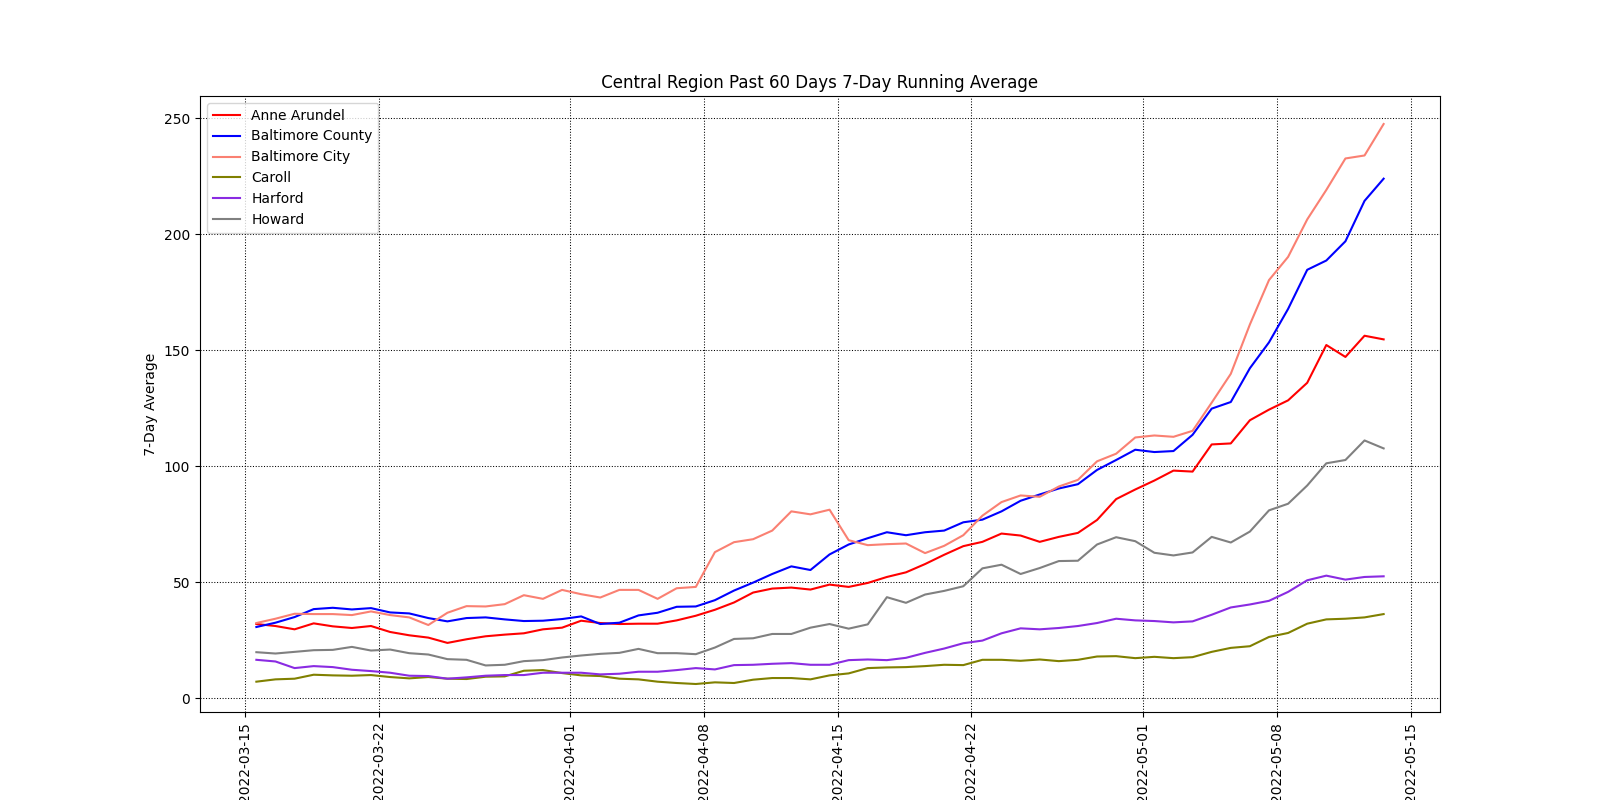 Central Region Past 60 Days 7-Day Running Average
Anne Arundel
Baltimore County
Baltimore City
Caroll
Harford
Howard
7-Day Average
250
200
150
100
50
0
2022-03-15
2022-03-22
2022-04-01
2022-04-08
2022-04-15
2022-04-22
2022-05-01
2022-05-08
2022-05-15